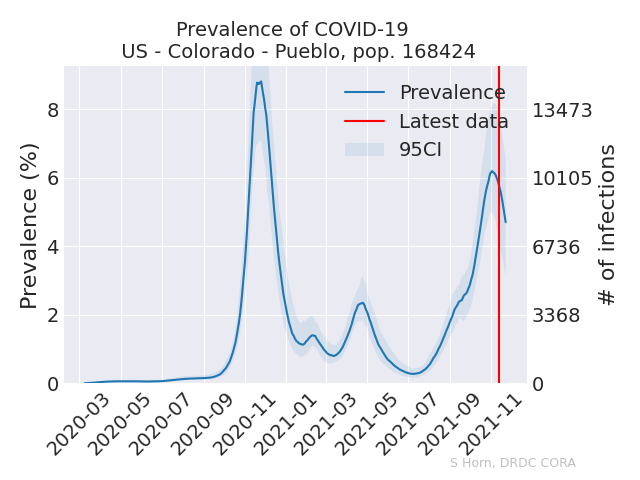 Prevalence of COVID-19
US - Colorado - Pueblo, pop. 168424
Prevalence
Latest data
95CI
Prevalence (%)
8
6
4
2
0
13473
10105
6736
3368
0
# of infections
2020-03
2020-05
2020-07
2020-09
2020-11
2021-01
2021-03
2021-05
2021-07
2021-09
2021-11
S Horn, DRDC CORA